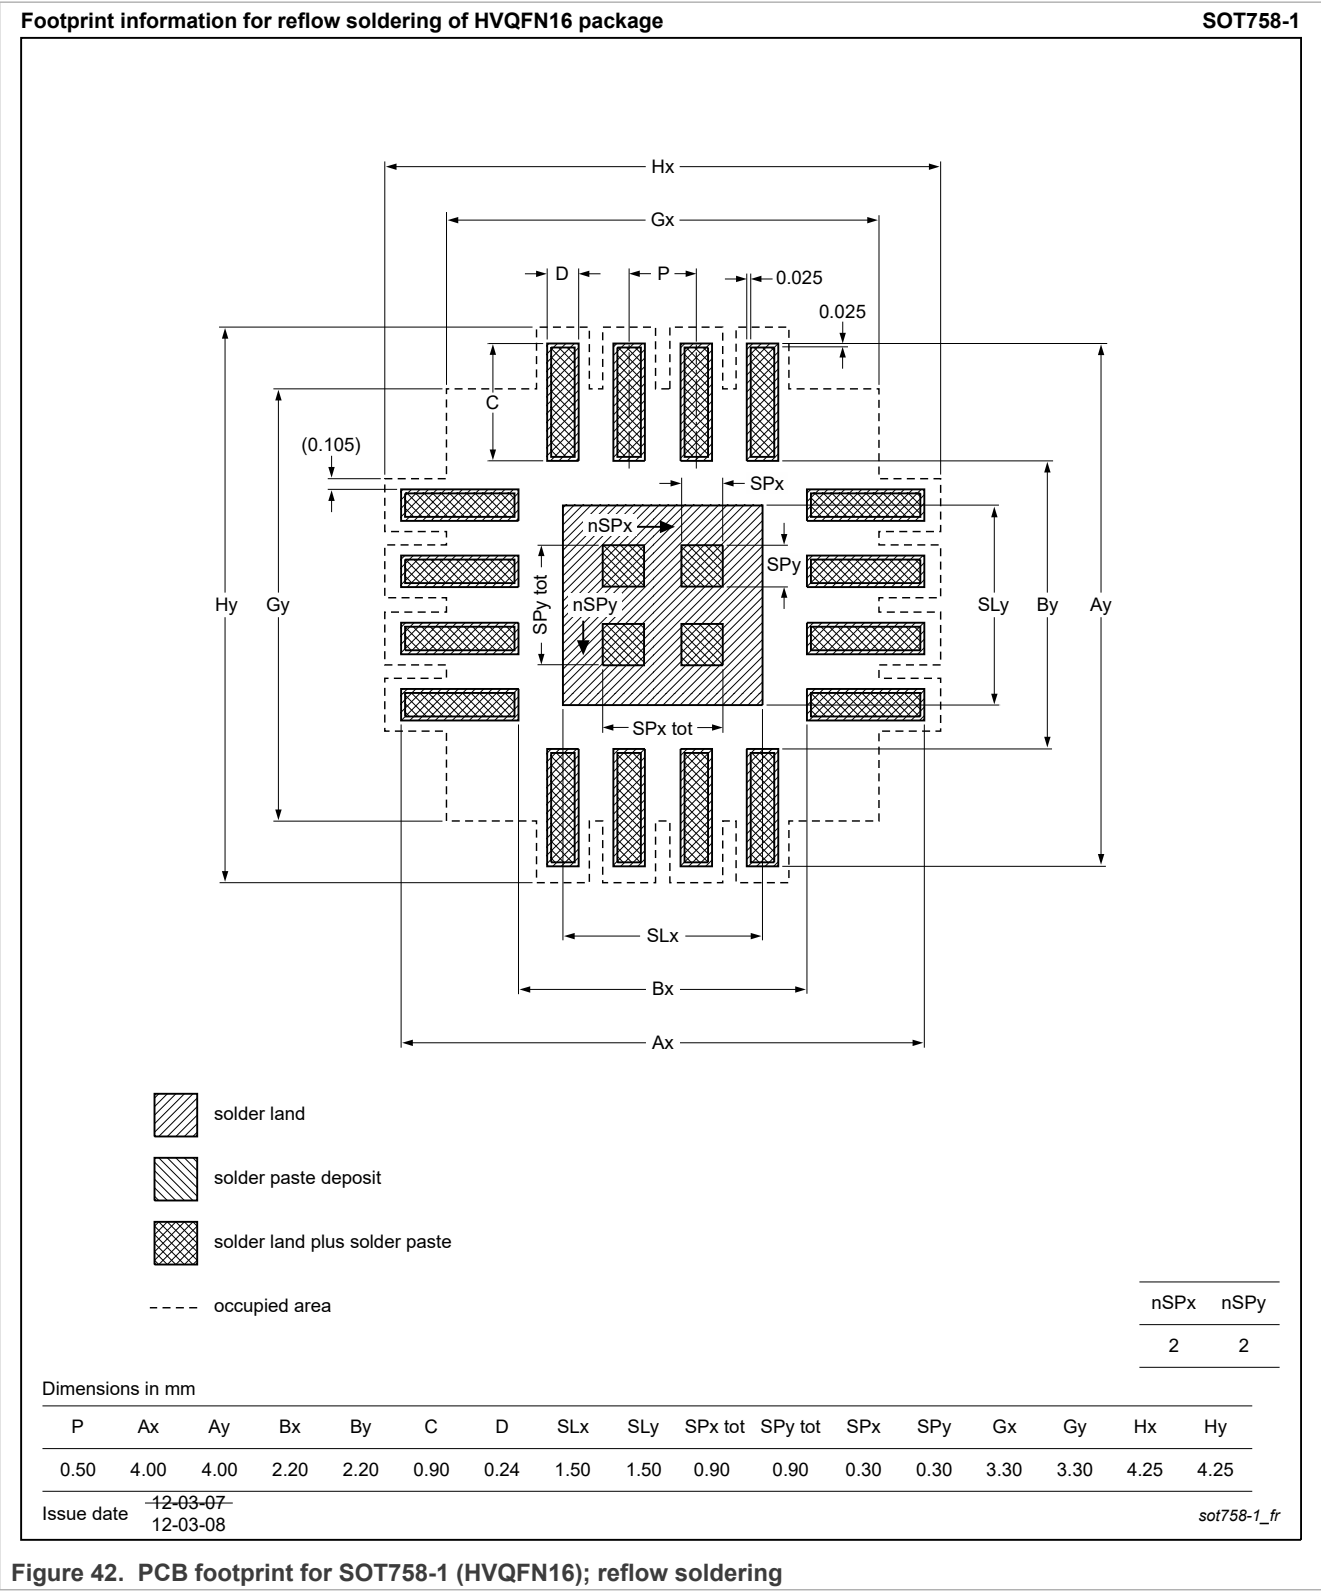 Footprint information for reflow soldering of HVQFN16 package SOT758-1
Hx
Gx
D P 0.025
0.025
C
(0.105)
SPx
nSPx
SPy
SPy tot
nSPy
Hy Gy SLy By Ay
SPx tot
SLx
Bx
Ax
solder land
solder paste deposit
solder land plus solder paste
occupied area
nSPx nSPy
2 2
Dimensions in mm
P Ax Ay Bx By C D SLx SLy SPx tot SPy tot SPx SPy Gx Gy Hx Hy
0.50 4.00 4.00 2.20 2.20 0.90 0.24 1.50 1.50 0.90 0.90 0.30 0.30 3.30 3.30 4.25 4.25
Issue date 12-03-07
12-03-08
sot758-1_fr
Figure 42. PCB footprint for SOT758-1 (HVQFN16); reflow soldering